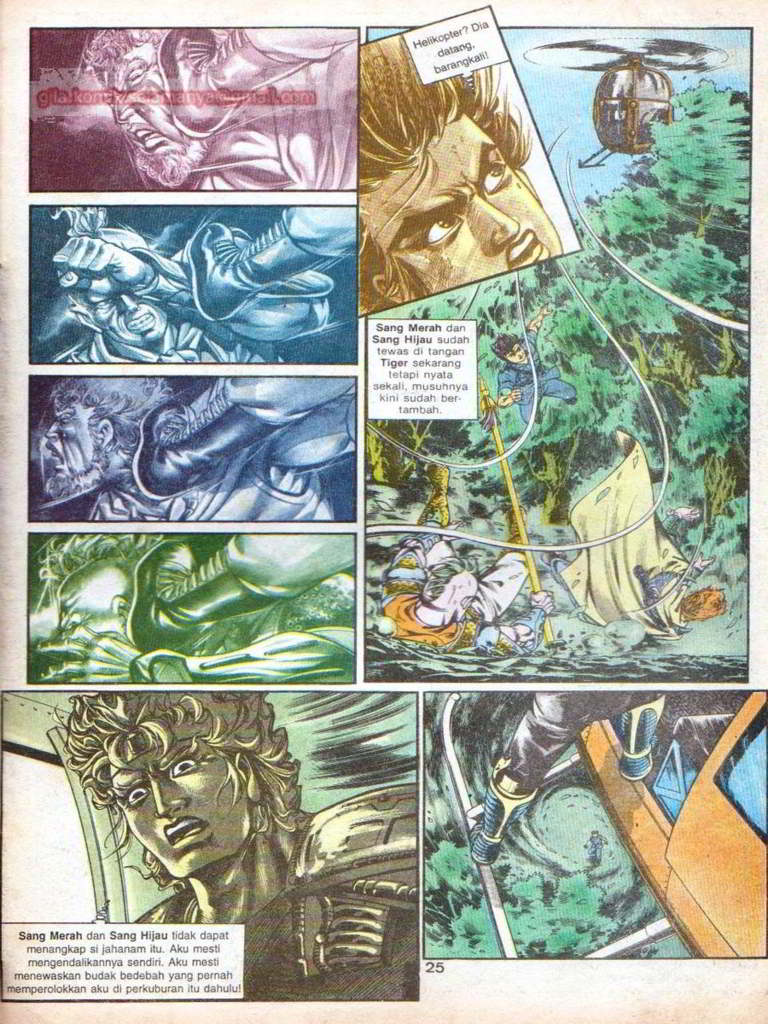 Helikopter? Dia
datang,
barangkali!
Sang Merah dan
Sang Hijau sudah
tewas di tangan
Tiger sekarang
tetapi nyata
sekali, musuhnya
kini sudah ber-
tambah.
Sang Merah dan Sang Hijau tidak dapat
menangkap si jahanam itu. Aku mesti
mengendalikannya sendiri. Aku mesti
menewaskan budak bedebah yang pernah
memperolokkan aku di perkuburan itu dahulu!
25